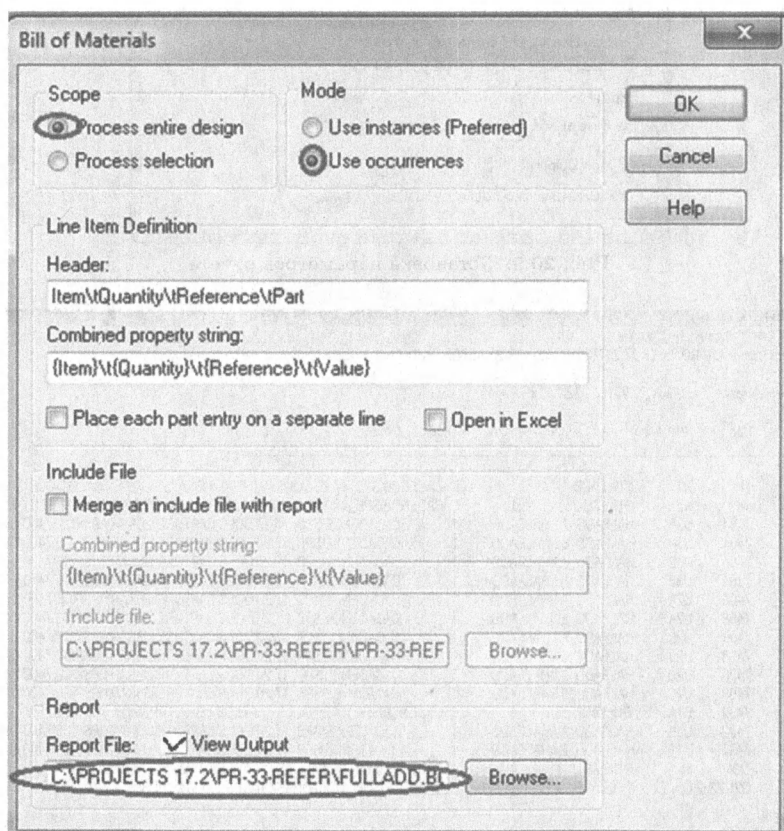 Bill of Materials
Scope
Process entire design
Process selection
Mode
Use instances (Preferred)
Use occurrences
OK
Cancel
Help
Line Item Definition
Header:
Item\tQuantity\tReference\tPart
Combined property string:
{Item}\t{Quantity}\t{Reference}\t{Value}
Place each part entry on a separate line
Open in Excel
Include File
Merge an include file with report
Combined property string:
{Item}\t{Quantity}\t{Reference}\t{Value}
Include file:
C:\PROJECTS 17.2\PR-33-REFER\PR-33-REF
Browse...
Report
Report File:
View Output
C:\PROJECTS 17.2\PR-33-REFER\FULLADD.B
Browse...